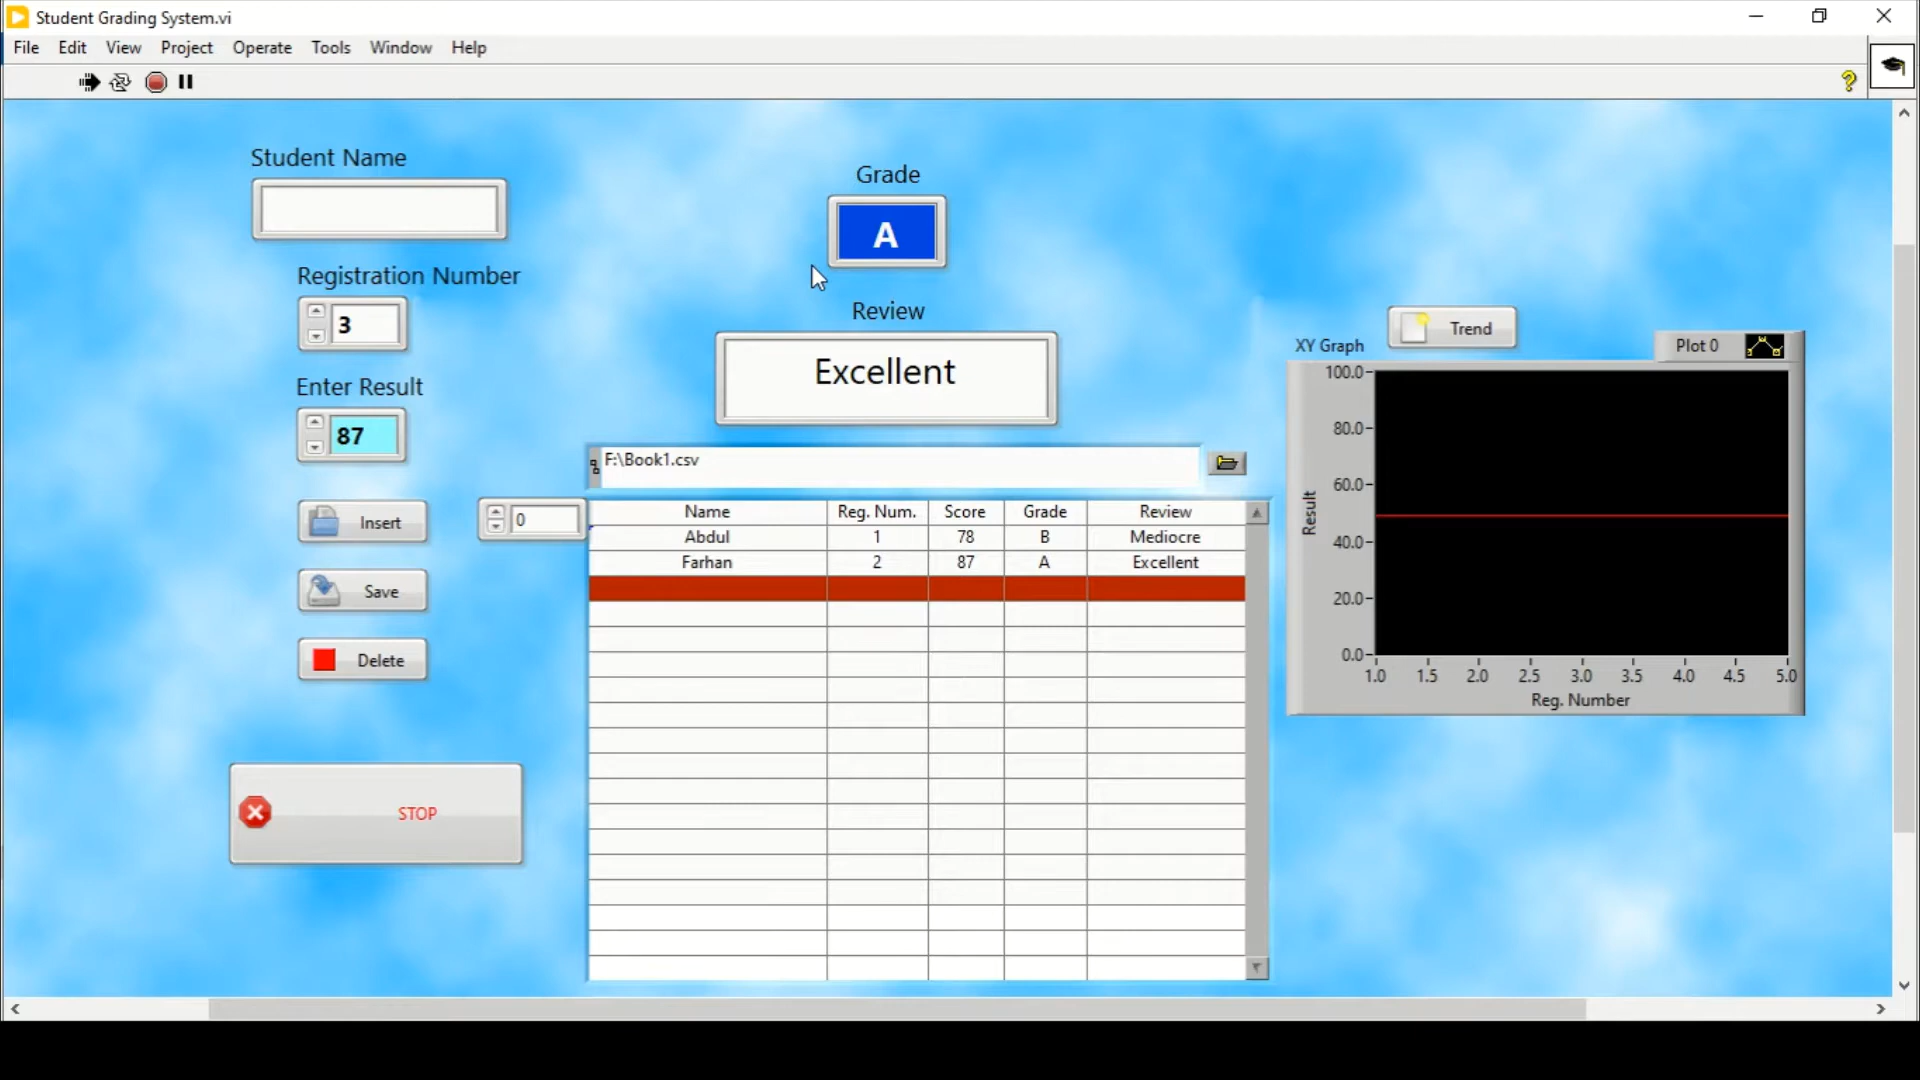 Student Grading System.vi
File Edit View Project Operate Tools Window Help
?
Student Name
Registration Number
3
Enter Result
87
Insert
Save
Delete
STOP
Grade
A
Review
Excellent
F:\Book1.csv
0
Name Reg. Num. Score Grade Review
Abdul 1 78 B Mediocre
Farhan 2 87 A Excellent
Trend
XY Graph
Plot 0
100.0
80.0
60.0
40.0
20.0
0.0
Result
1.0 1.5 2.0 2.5 3.0 3.5 4.0 4.5 5.0
Reg. Number